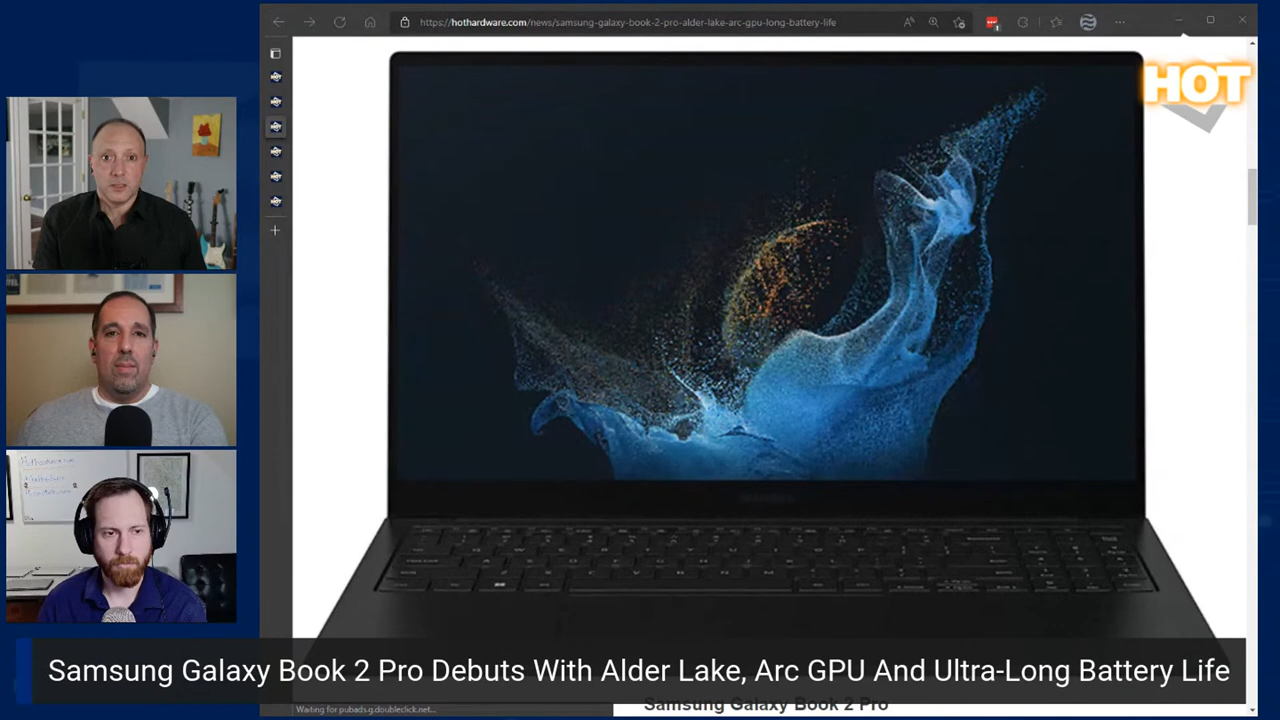 https://hothardware.com/news/samsung-galaxy-book-2-pro-alder-lake-arc-gpu-long-battery-life
HOT
Samsung Galaxy Book 2 Pro Debuts With Alder Lake, Arc GPU And Ultra-Long Battery Life
Samsung Galaxy Book 2 Pro
Waiting for pubads.g.doubleclick.net...